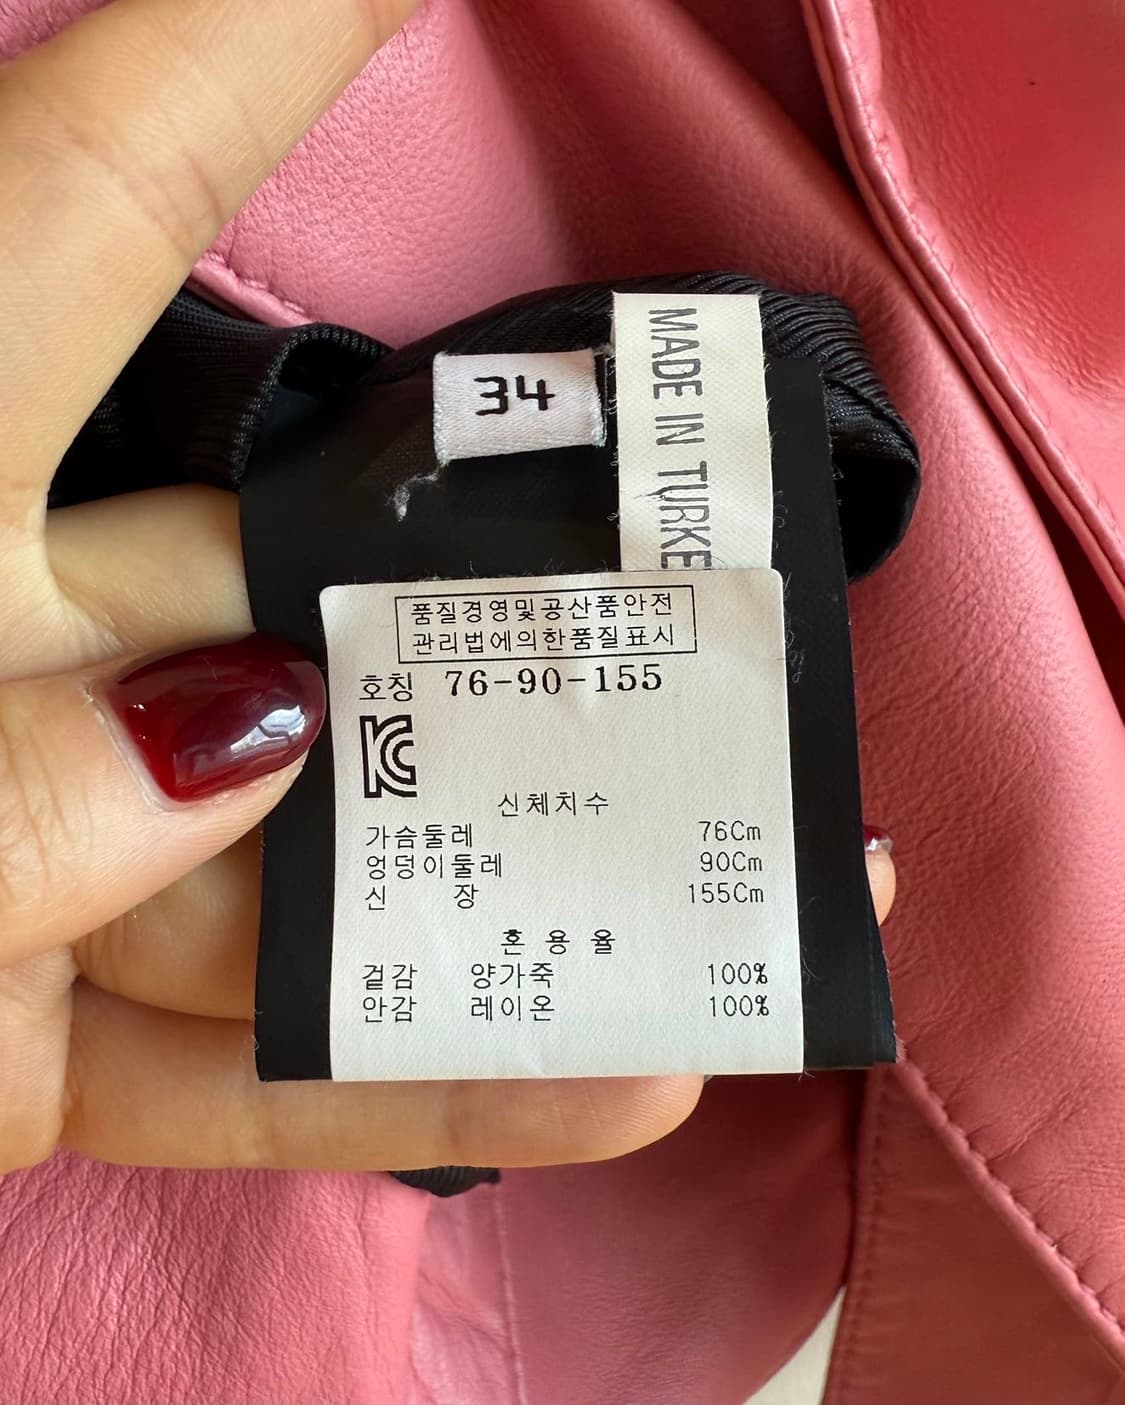 34
MADE IN TURKE
품질경영및공산품안전
관리법에의한품질표시
호칭 76-90-155
KC
신체치수
가슴둘레 76Cm
엉덩이둘레 90Cm
신 장 155Cm
혼 용 율
겉감 양가죽 100%
안감 레이온 100%